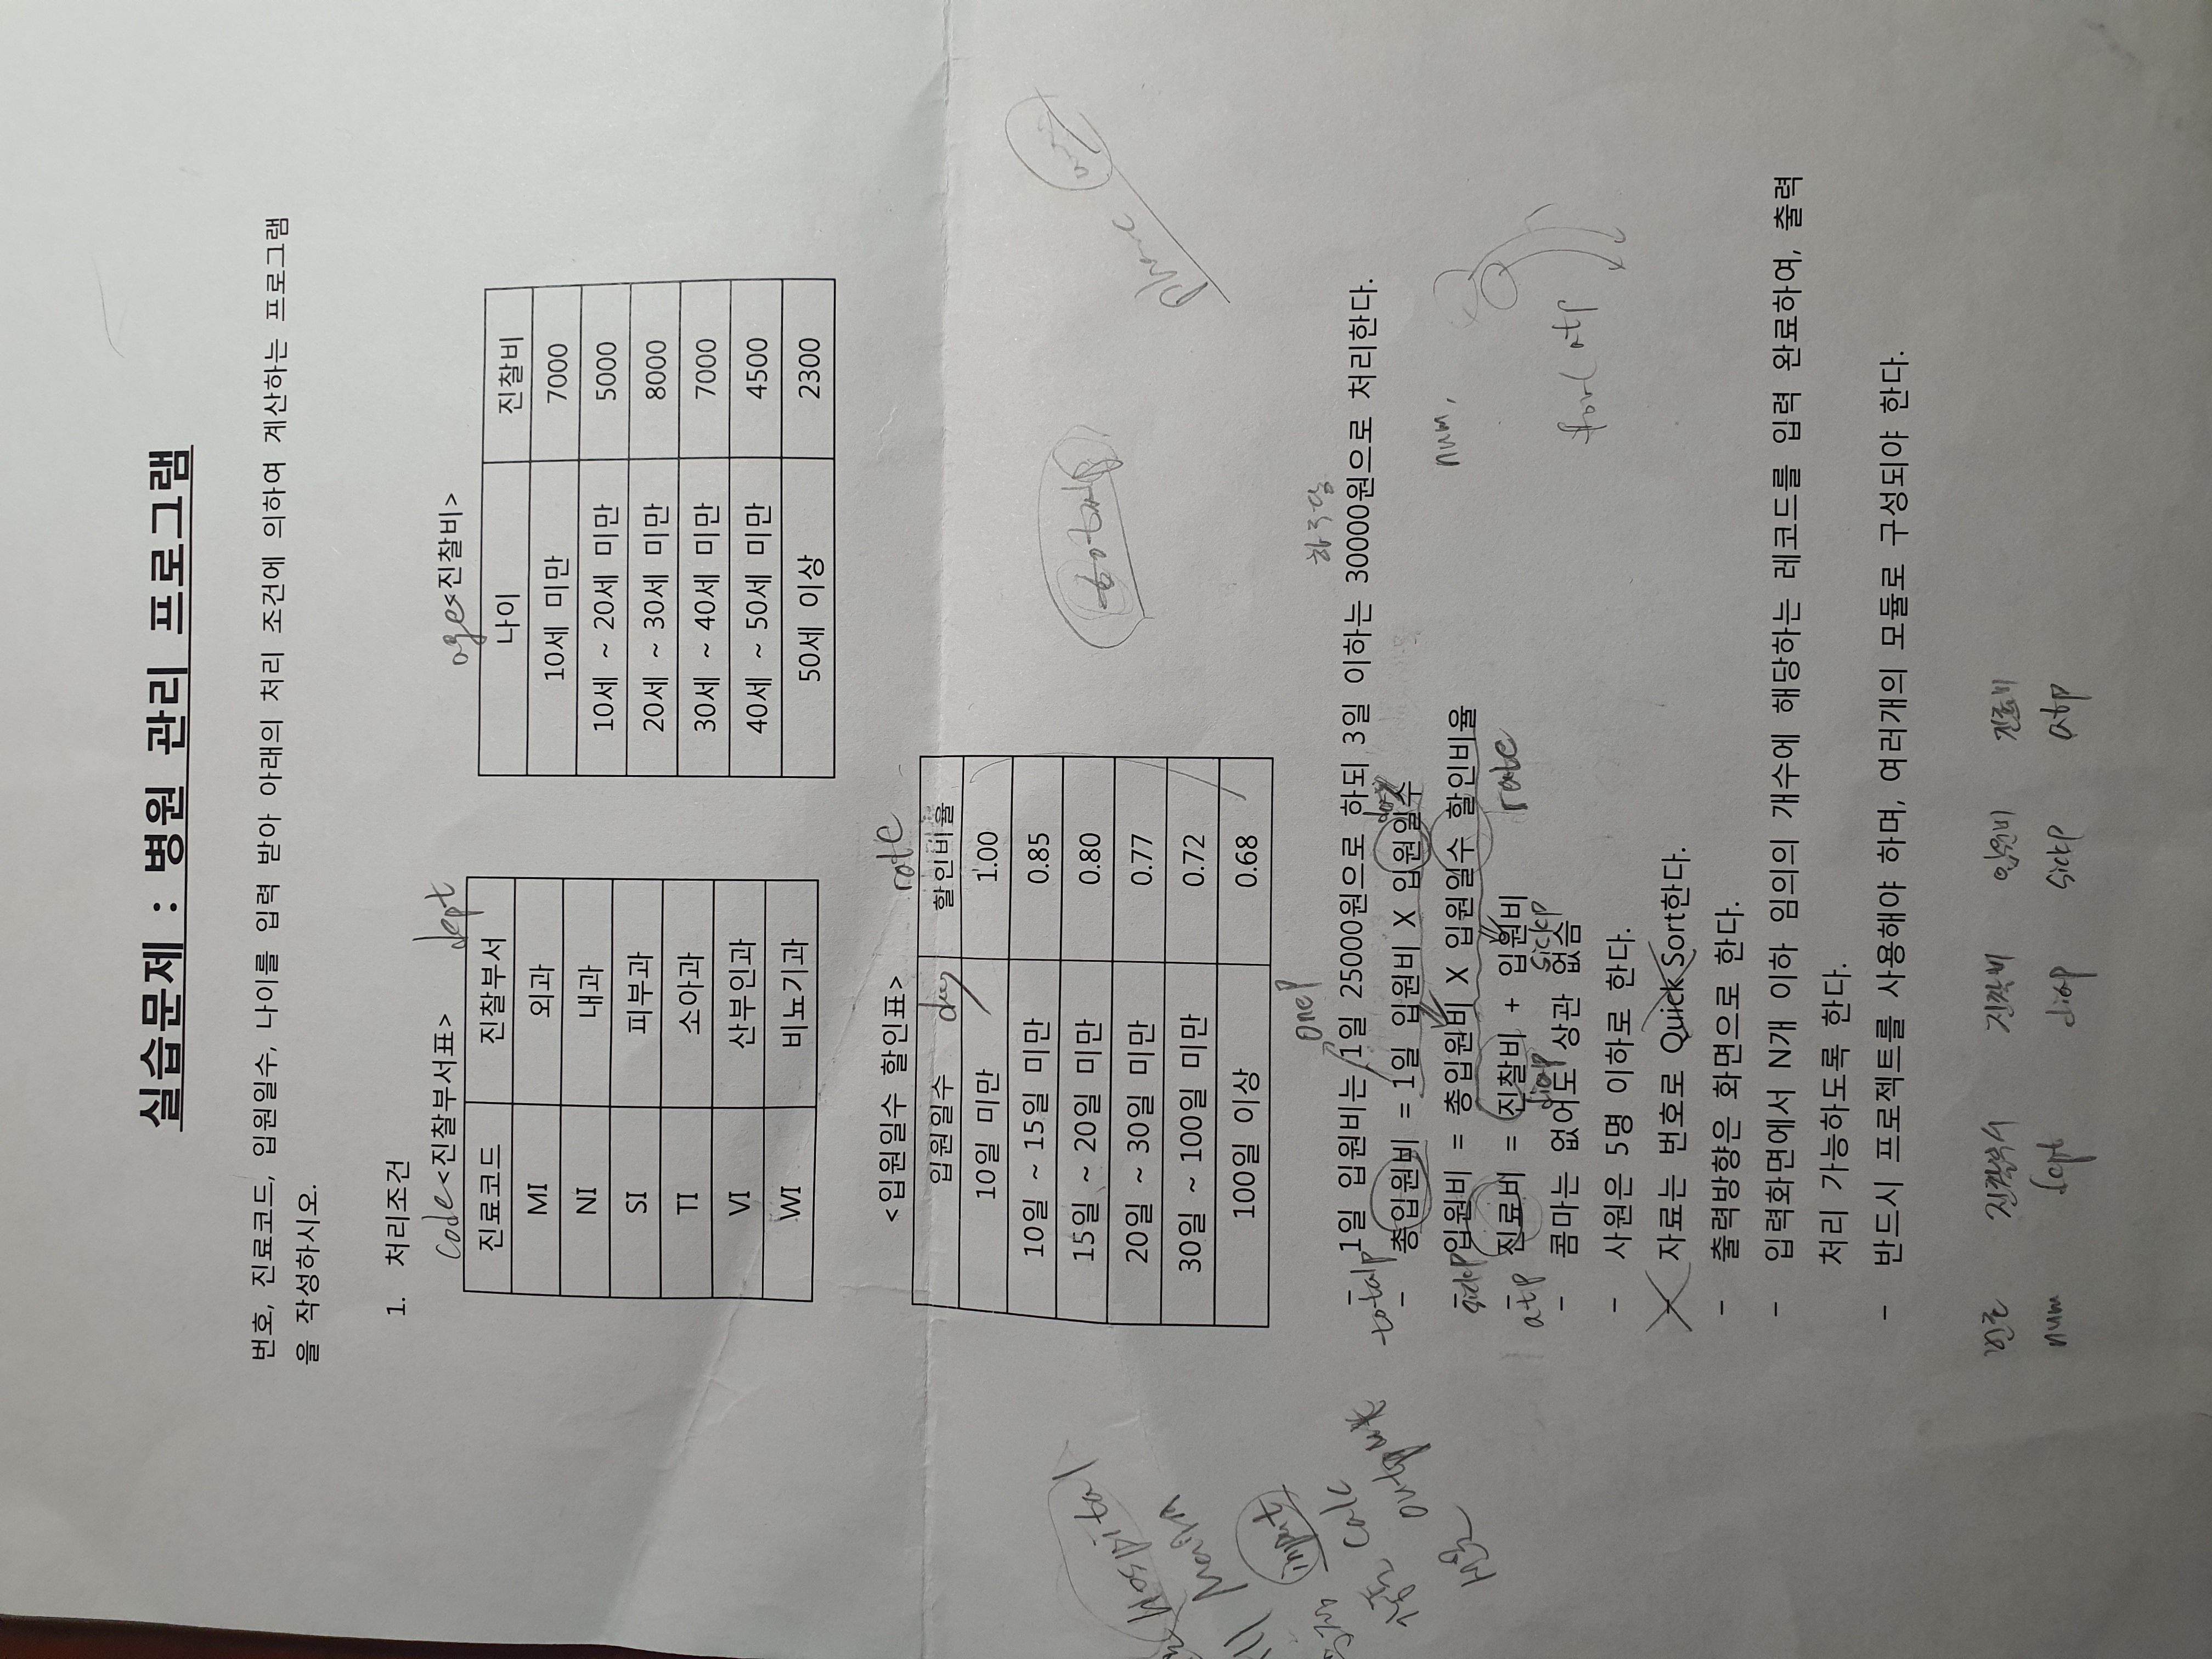 실습문제 : 병원 관리 프로그램
번호, 진료코드, 입원일수, 나이를 입력 받아 아래의 처리 조건에 의하여 계산하는 프로그램
을 작성하시오.
1. 처리조건
code <진찰부서표> dept
진료코드 진찰부서
MI 외과
NI 내과
SI 피부과
TI 소아과
VI 산부인과
WI 비뇨기과
age <진찰비>
나이 진찰비
10세 미만 7000
10세 ~ 20세 미만 5000
20세 ~ 30세 미만 8000
30세 ~ 40세 미만 7000
40세 ~ 50세 미만 4500
50세 이상 2300
<입원일수 할인표> rate
입원일수 day 할인비율
10일 미만 1.00
10일 ~ 15일 미만 0.85
15일 ~ 20일 미만 0.80
20일 ~ 30일 미만 0.77
30일 ~ 100일 미만 0.72
100일 이상 0.68
totalp
Hospital
Main
input
calc
output
oneP
하루당
- 1일 입원비는 1일 25000원으로 하되 3일 이하는 30000원으로 처리한다.
totalp
- 총입원비 = 1일 입원비 X 입원일수
sickp
- 입원비 = 총입원비 X 입원일수 할인비율
atp
- 진료비 = 진찰비 + 입원비
rate
diap sickp
- 콤마는 없어도 상관 없슴
- 사원은 5명 이하로 한다.
- 자료는 번호로 Quick Sort한다.
- 출력방향은 화면으로 한다.
- 입력화면에서 N개 이하 임의의 개수에 해당하는 레코드를 입력 완료하여, 출력
처리 가능하도록 한다.
- 반드시 프로젝트를 사용해야 하며, 여러개의 모듈로 구성되야 한다.
num,
for( atp
번호 진찰부서 진찰비 입원비 진료비
num dept diap sickp atp